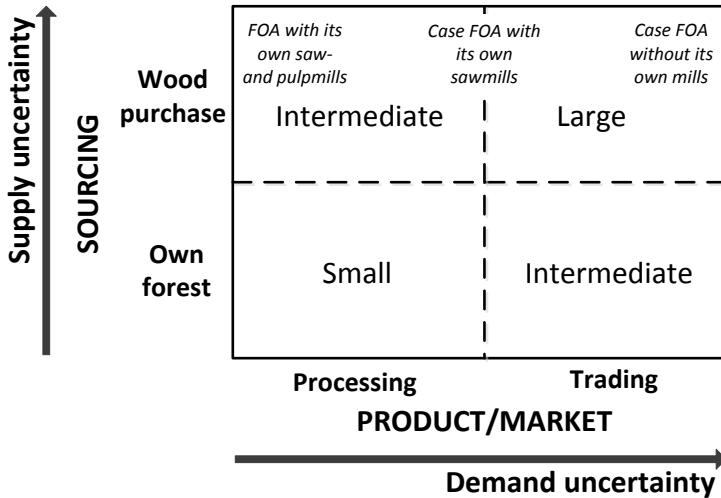 Supply uncertainty
SOURCING
Wood
purchase
Own
forest
FOA with its
own saw-
and pulpmills
Case FOA with
its own
sawmills
Case FOA
without its
own mills
Intermediate
Large
Small
Intermediate
Processing
Trading
PRODUCT/MARKET
Demand uncertainty